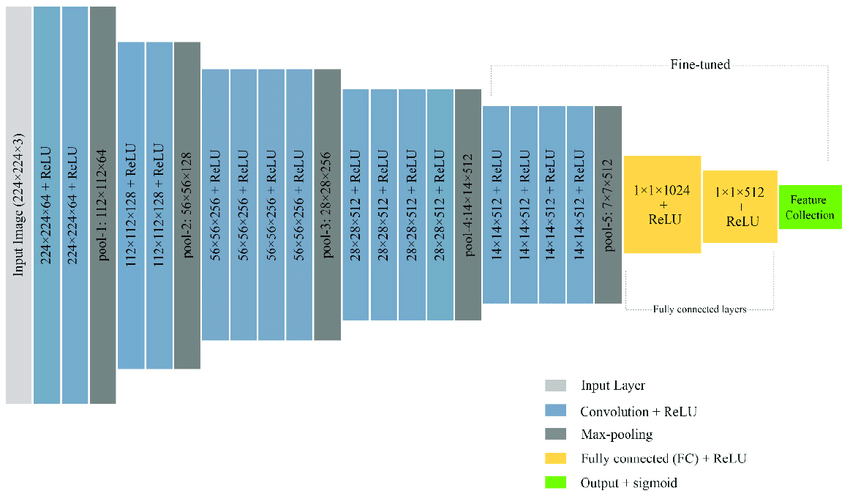 Input Image (224×224×3)
224×224×64 + ReLU
224×224×64 + ReLU
pool-1: 112×112×64
112×112×128 + ReLU
112×112×128 + ReLU
pool-2: 56×56×128
56×56×256 + ReLU
56×56×256 + ReLU
56×56×256 + ReLU
56×56×256 + ReLU
pool-3: 28×28×256
28×28×512 + ReLU
28×28×512 + ReLU
28×28×512 + ReLU
28×28×512 + ReLU
pool-4:14×14×512
14×14×512 + ReLU
14×14×512 + ReLU
14×14×512 + ReLU
14×14×512 + ReLU
pool-5: 7×7×512
Fine-tuned
1×1×1024
+
ReLU
1×1×512
+
ReLU
Feature
Collection
Fully connected layers
Input Layer
Convolution + ReLU
Max-pooling
Fully connected (FC) + ReLU
Output + sigmoid